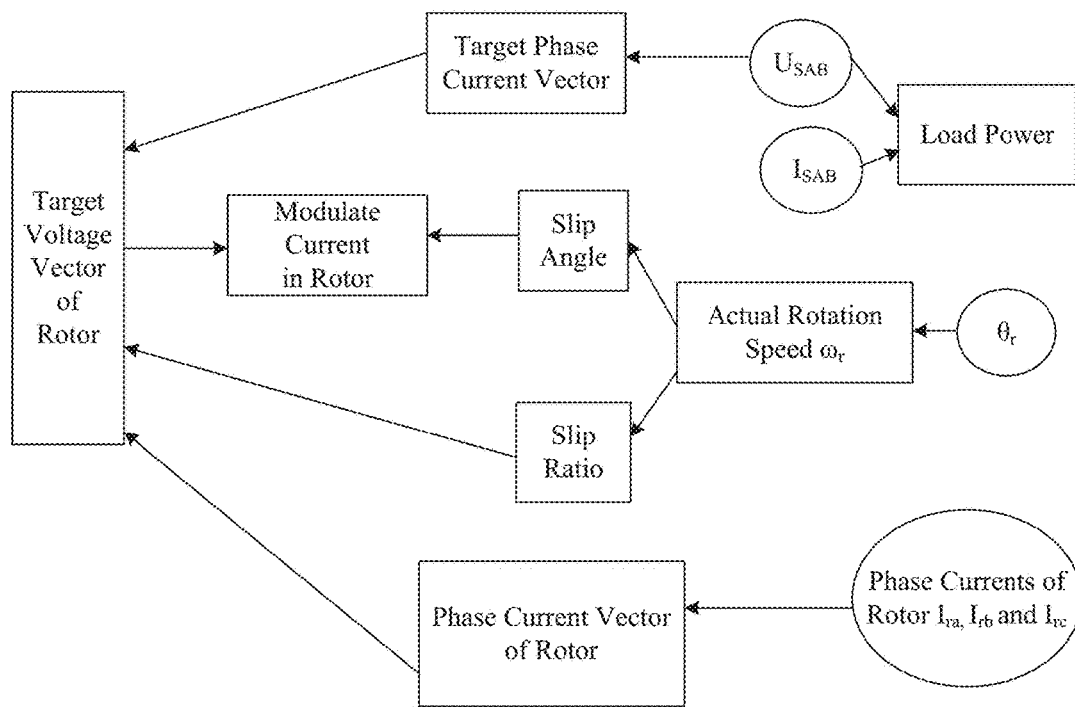 Target Phase
Current Vector
U_SAB
Load Power
I_SAB
Target
Voltage
Vector
of
Rotor
Modulate
Current
in Rotor
Slip
Angle
Actual Rotation
Speed ω_r
θ_r
Slip
Ratio
Phase Current Vector
of Rotor
Phase Currents of
Rotor I_ra, I_rb and I_rc